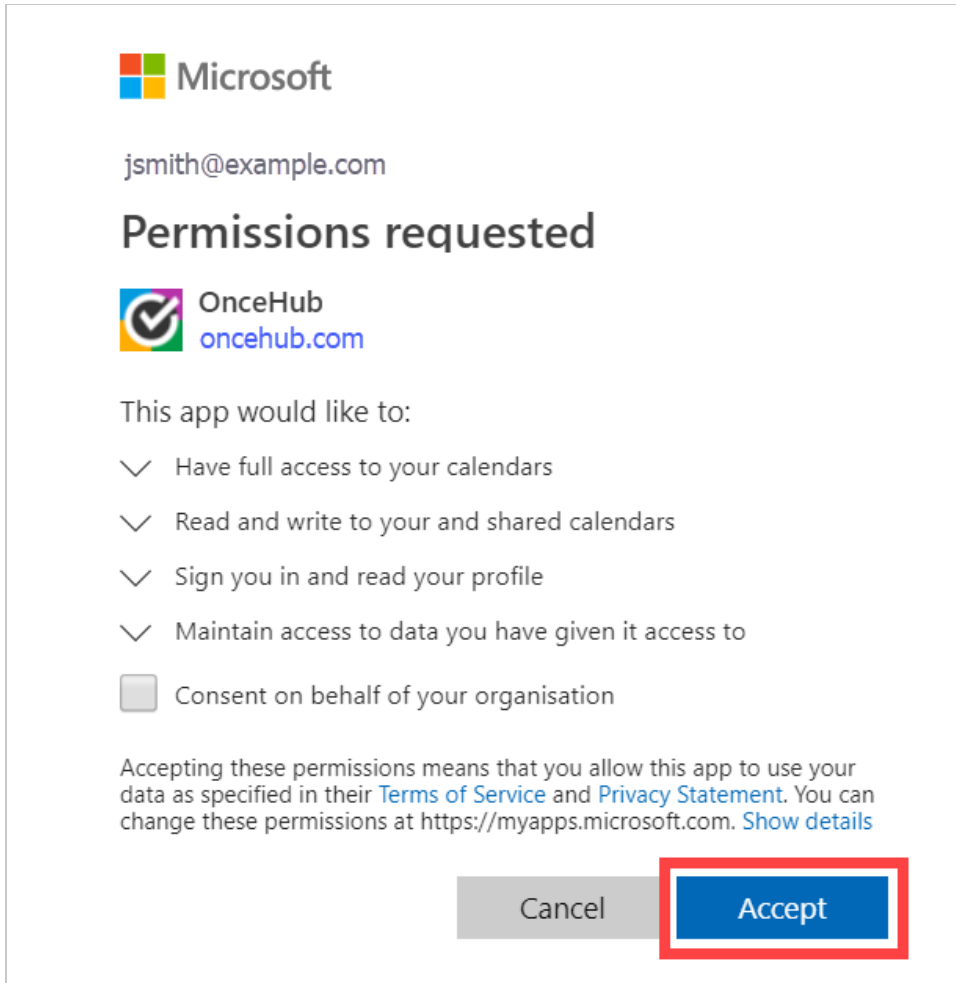 Microsoft
jsmith@example.com
Permissions requested
OnceHub
oncehub.com
This app would like to:
Have full access to your calendars
Read and write to your and shared calendars
Sign you in and read your profile
Maintain access to data you have given it access to
Consent on behalf of your organisation
Accepting these permissions means that you allow this app to use your
data as specified in their Terms of Service and Privacy Statement. You can
change these permissions at https://myapps.microsoft.com. Show details
Cancel Accept